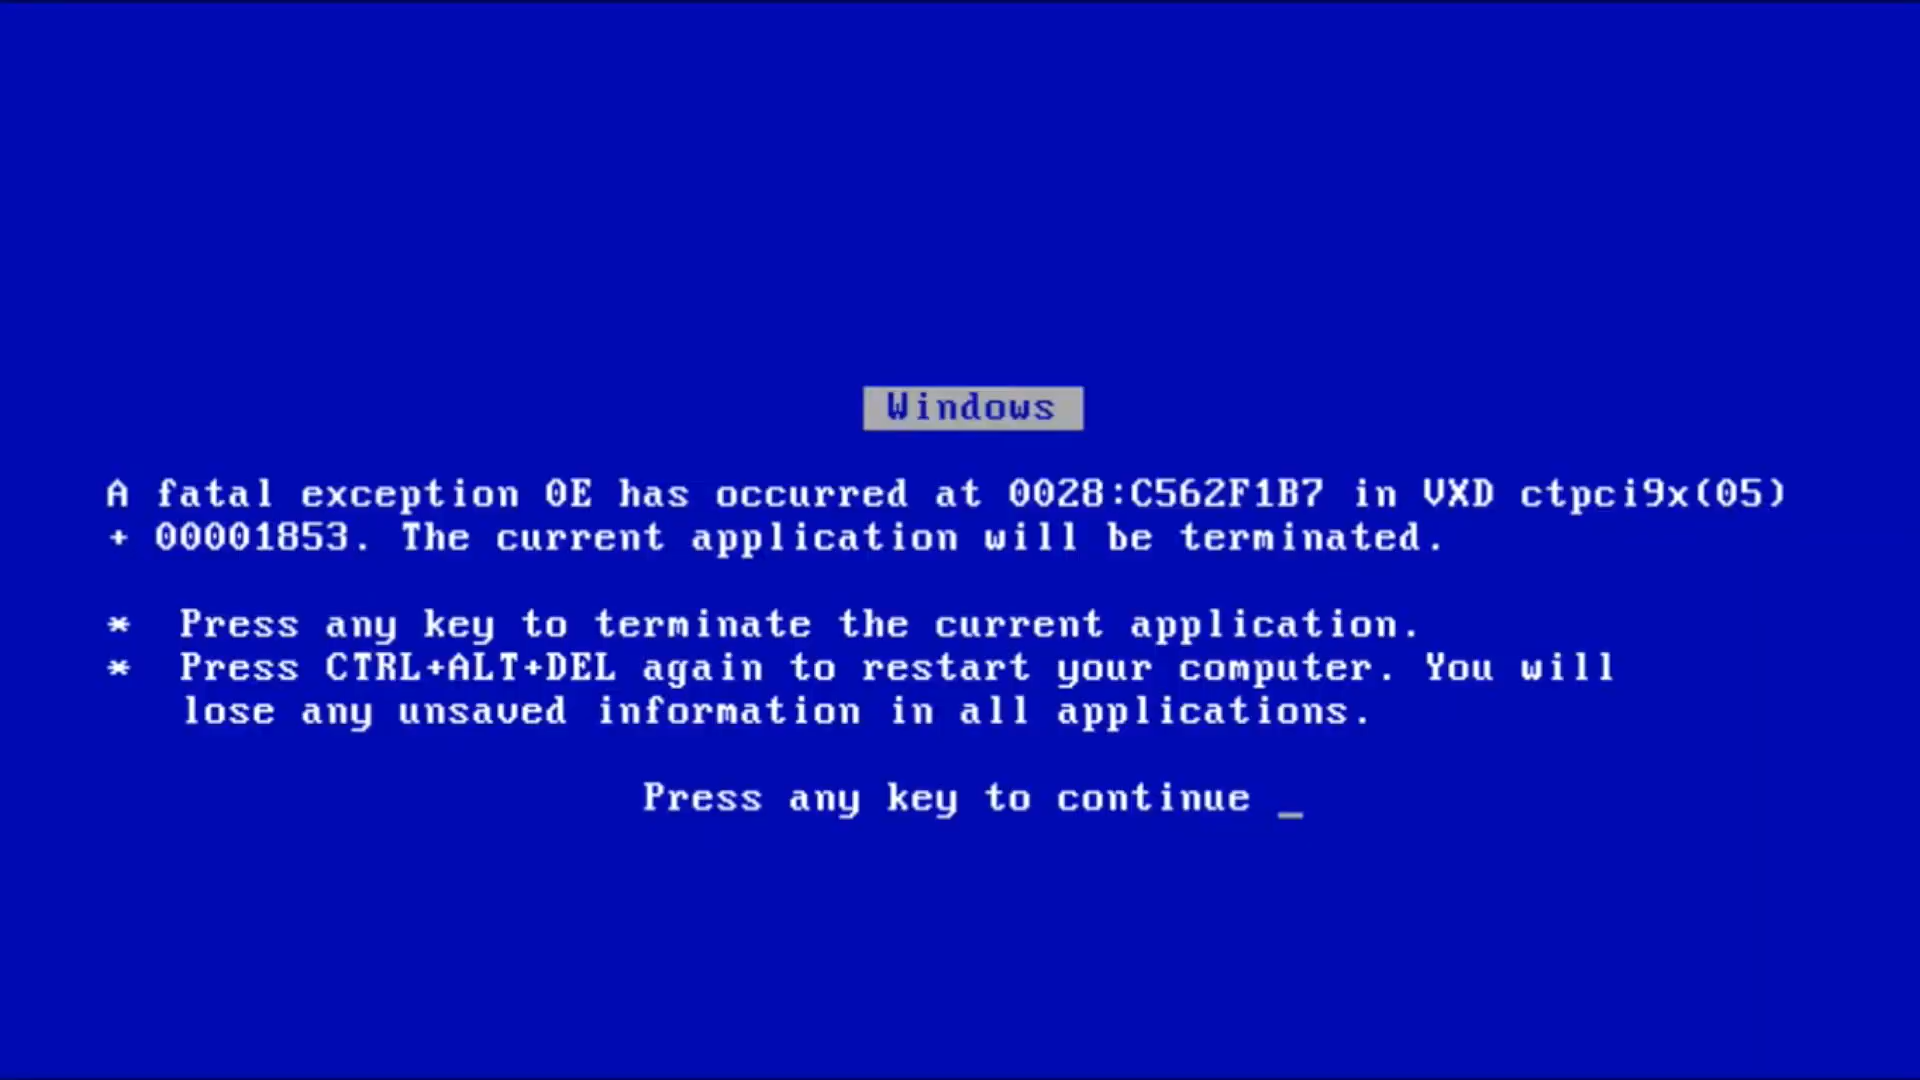 Windows
A fatal exception 0E has occurred at 0028:C562F1B7 in VXD ctpci9x(05)
+ 00001853. The current application will be terminated.
* Press any key to terminate the current application.
* Press CTRL+ALT+DEL again to restart your computer. You will
lose any unsaved information in all applications.
Press any key to continue _